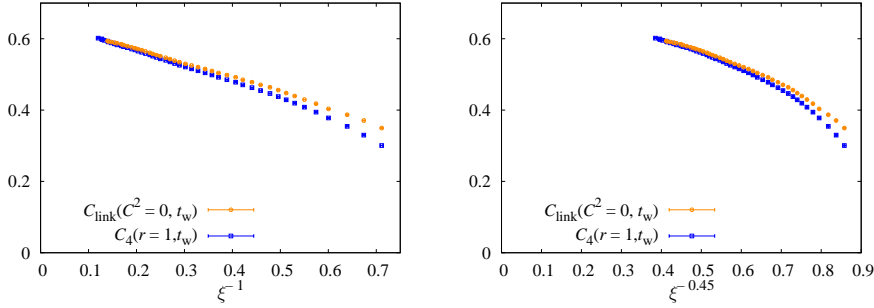 0.6
0.4
0.2
0
C_link(C^2 = 0, t_w)
C_4(r = 1,t_w)
0 0.1 0.2 0.3 0.4 0.5 0.6 0.7
ξ^-1
0.6
0.4
0.2
0
C_link(C^2 = 0, t_w)
C_4(r = 1,t_w)
0 0.1 0.2 0.3 0.4 0.5 0.6 0.7 0.8 0.9
ξ^-0.45